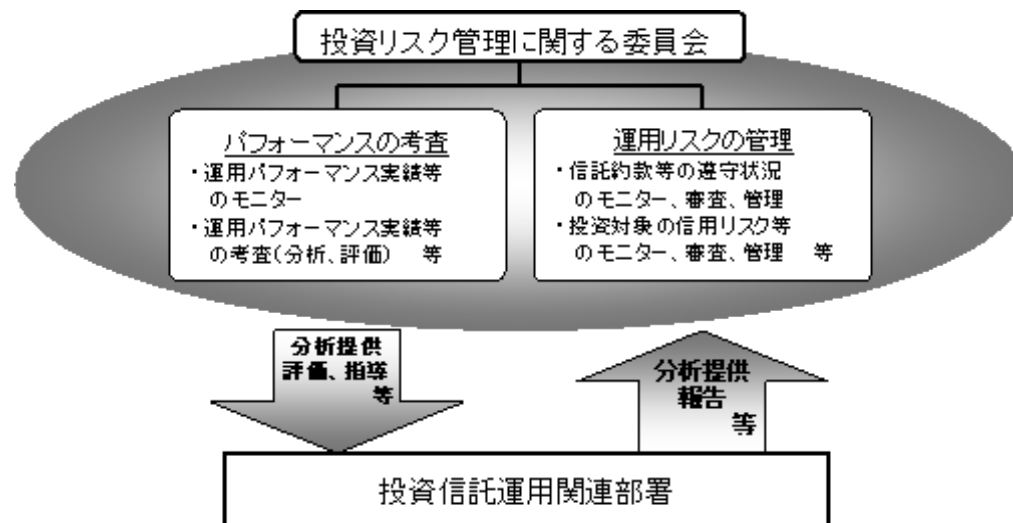 投資リスク管理に関する委員会
パフォーマンスの考査
・運用パフォーマンス実績等
のモニター
・運用パフォーマンス実績等
の考査(分析、評価) 等
運用リスクの管理
・信託約款等の遵守状況
のモニター、審査、管理
・投資対象の信用リスク等
のモニター、審査、管理 等
分析提供
評価、指導
等
分析提供
報告
等
投資信託運用関連部署